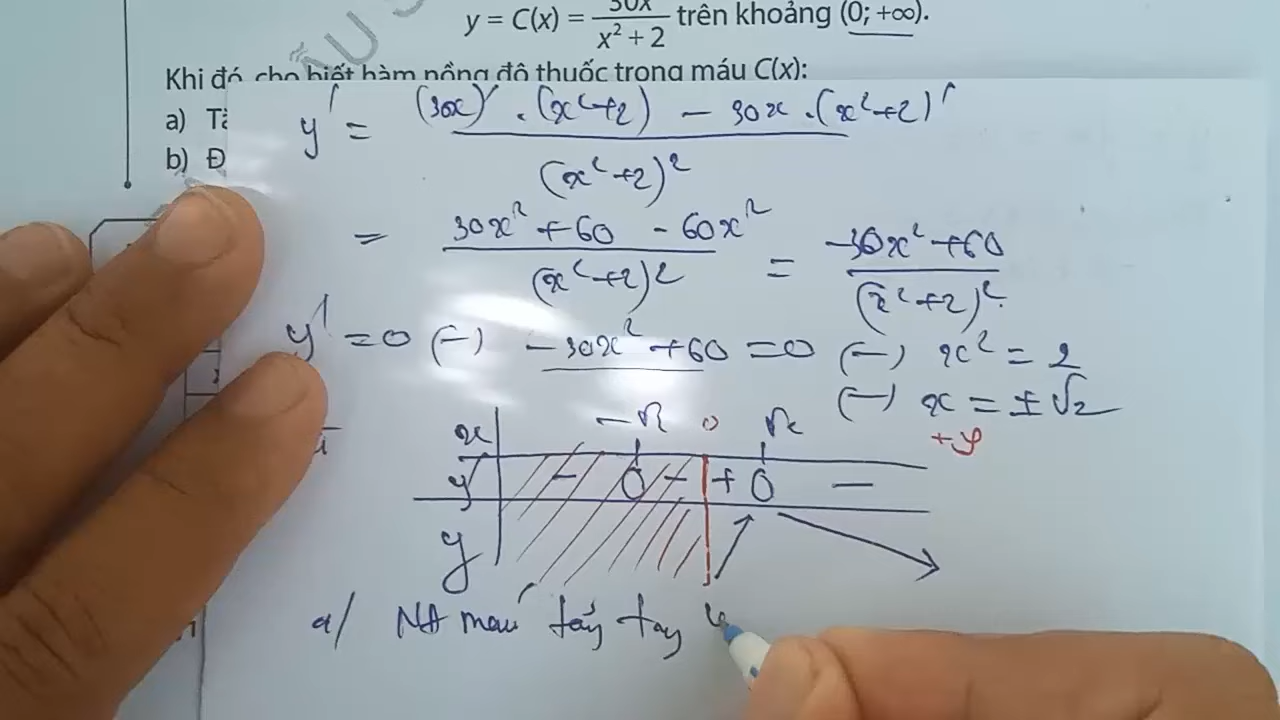 y = C(x) = 30x / x² + 2 trên khoảng (0; +∞).
Khi đó cho biết hàm nồng độ thuốc trong máu C(x):
a) Tă
b) Đ
y' = (30x)' . (x²+2) − 30x . (x²+2)' / (x²+2)²
= 30x² + 60 − 60x² / (x²+2)² = −30x² + 60 / (x²+2)²
y' = 0 (−) −30x² + 60 = 0 (−) x² = 2
(−) x = ±√2
x −√2 0 √2 +∞
y' − 0 + + 0 −
y
a/ máu tay